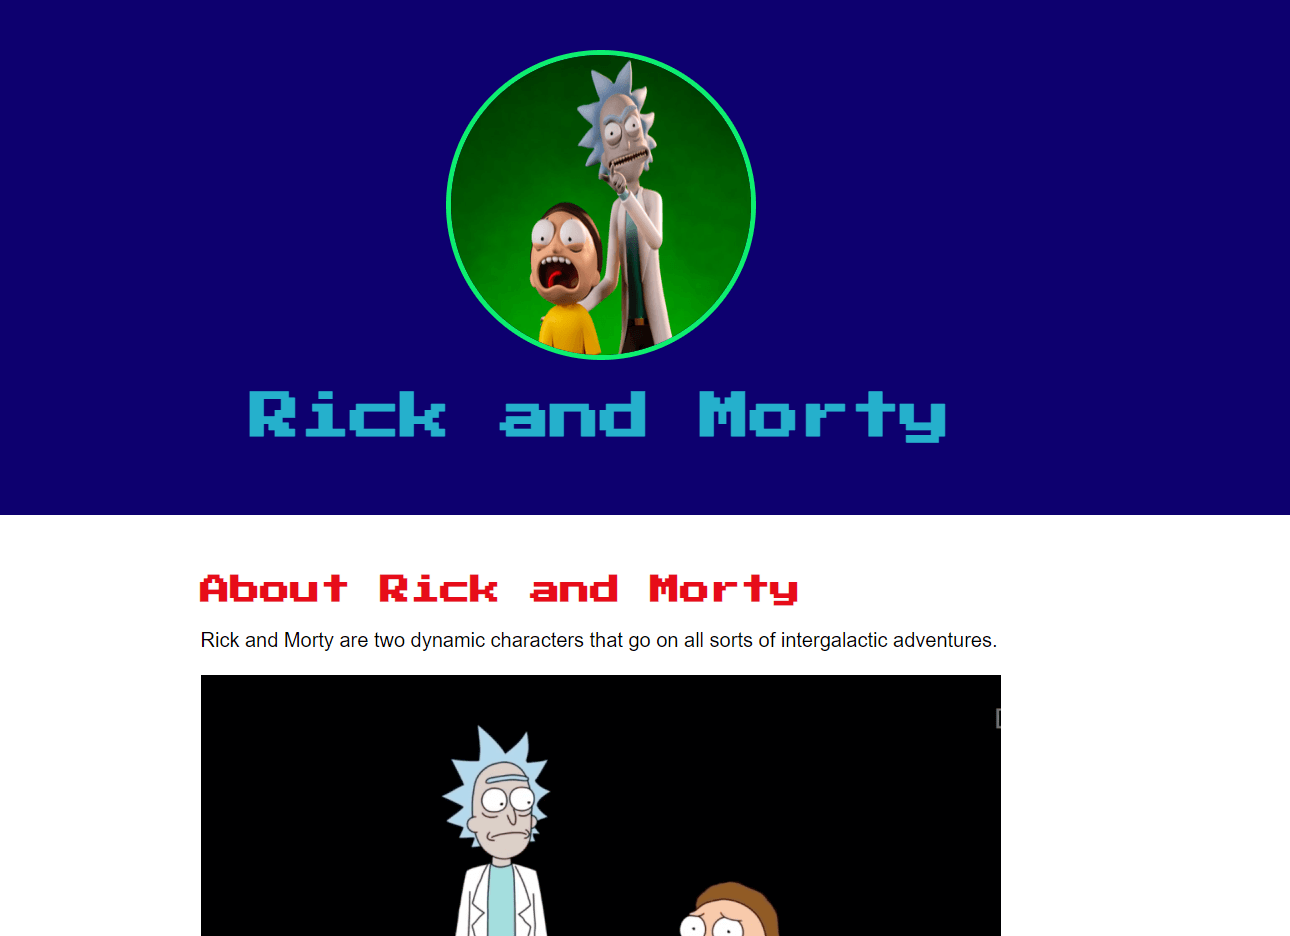 Rick and Morty
About Rick and Morty
Rick and Morty are two dynamic characters that go on all sorts of intergalactic adventures.